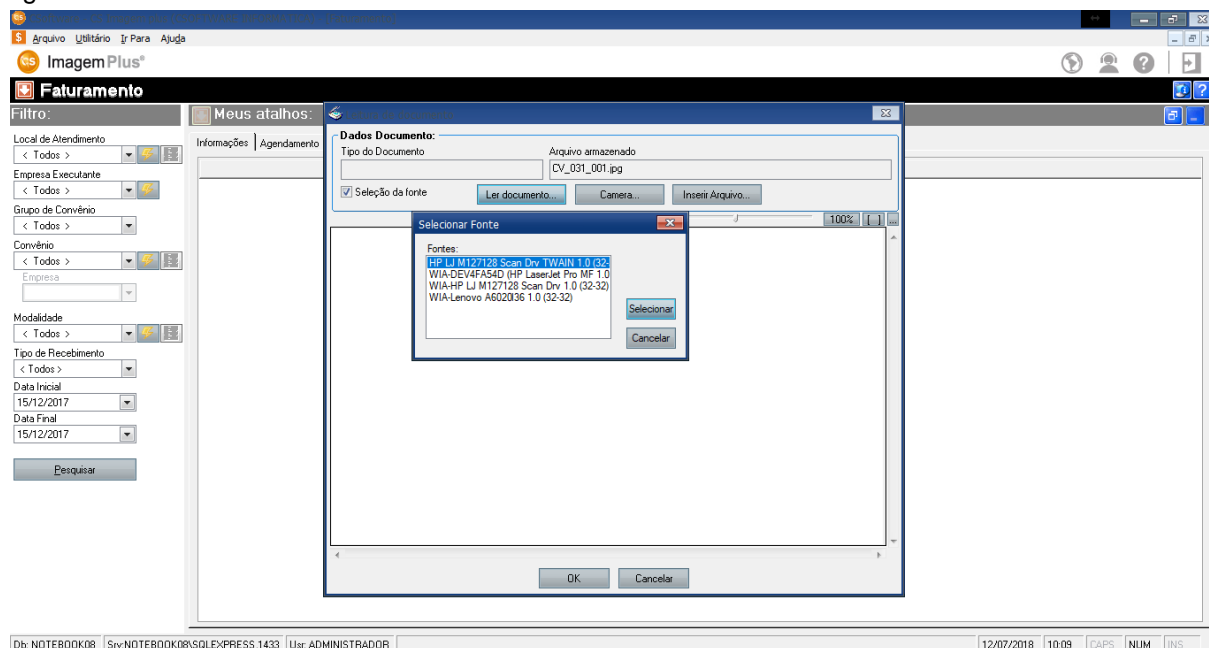 Arquivo Utilitário Ir Para Ajuda
ImagemPlus®
Faturamento
Filtro:
Meus atalhos:
Local de Atendimento
< Todos >
Empresa Executante
< Todos >
Grupo de Convênio
< Todos >
Convênio
< Todos >
Empresa
Modalidade
< Todos >
Tipo de Recebimento
< Todos >
Data Inicial
15/12/2017
Data Final
15/12/2017
Pesquisar
Informações Agendamento
Dados Documento:
Tipo do Documento Arquivo armazenado
CV_031_001.jpg
Seleção da fonte Ler documento... Camera... Inserir Arquivo...
100% [ ] ...
Selecionar Fonte
Fontes:
HP LJ M127128 Scan Drv TWAIN 1.0 (32-
WIA-DEV4FA54D (HP LaserJet Pro MF 1.0
WIA-HP LJ M127128 Scan Drv 1.0 (32-32)
WIA-Lenovo A6020l36 1.0 (32-32)
Selecionar
Cancelar
OK Cancelar
Db: NOTEBOOK08 Srv:NOTEBOOK08\SQLEXPRESS,1433 Usr: ADMINISTRADOR 12/07/2018 10:09 CAPS NUM INS